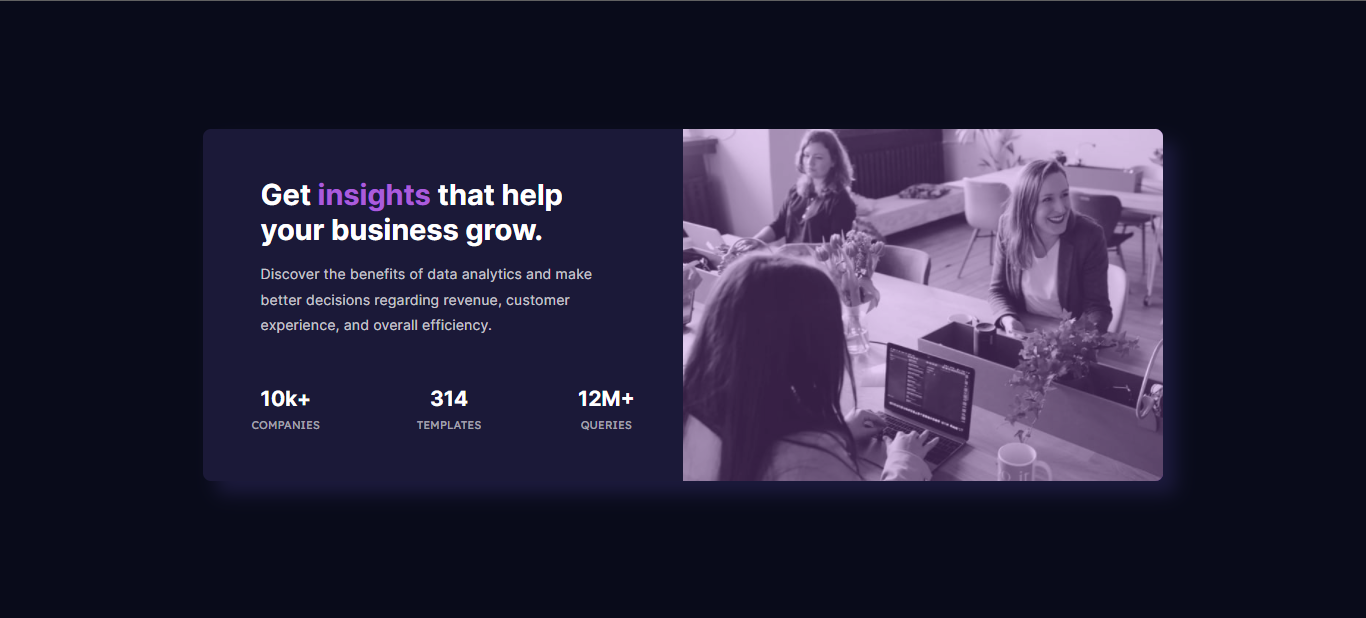 Get insights that help
your business grow.
Discover the benefits of data analytics and make
better decisions regarding revenue, customer
experience, and overall efficiency.
10k+ 314 12M+
COMPANIES TEMPLATES QUERIES